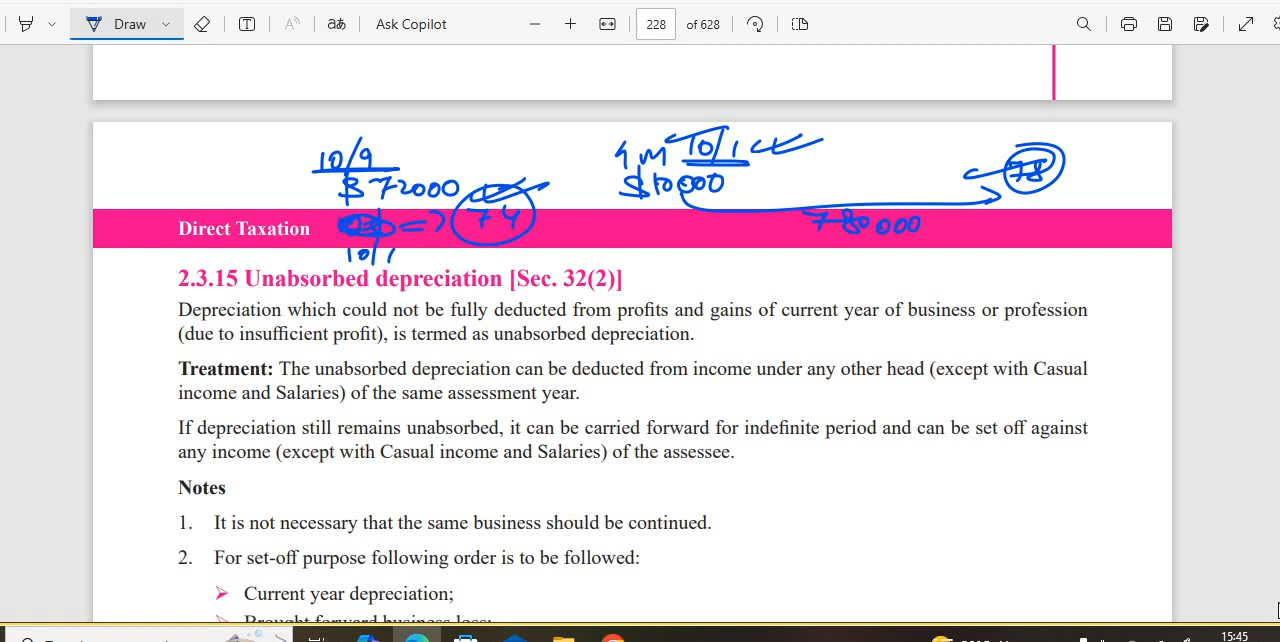 Draw aあ Ask Copilot 228 of 628
10/9 4 M 10/1
$ 72000 $10000 78
Direct Taxation => 74 780000
10/1
2.3.15 Unabsorbed depreciation [Sec. 32(2)]
Depreciation which could not be fully deducted from profits and gains of current year of business or profession
(due to insufficient profit), is termed as unabsorbed depreciation.
Treatment: The unabsorbed depreciation can be deducted from income under any other head (except with Casual
income and Salaries) of the same assessment year.
If depreciation still remains unabsorbed, it can be carried forward for indefinite period and can be set off against
any income (except with Casual income and Salaries) of the assessee.
Notes
1. It is not necessary that the same business should be continued.
2. For set-off purpose following order is to be followed:
➢ Current year depreciation;
➢ Brought forward business loss;
15:45